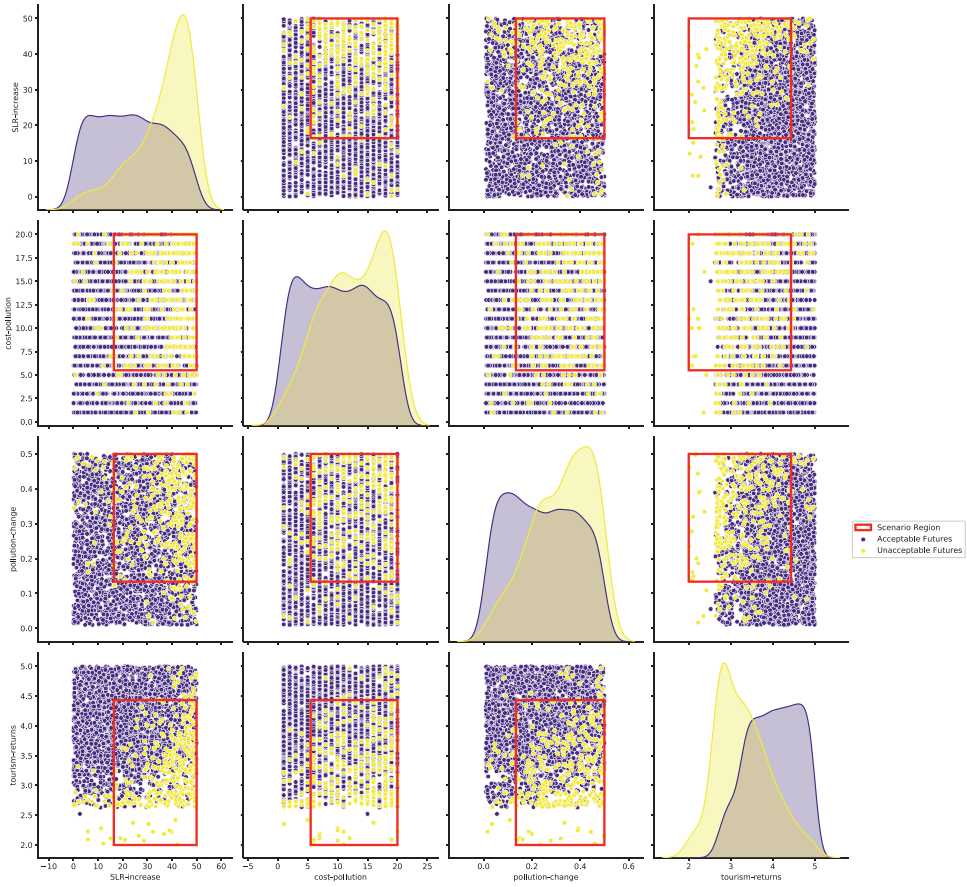 50
40
30
20
10
0
SLR-increase
20.0
17.5
15.0
12.5
10.0
7.5
5.0
2.5
0.0
cost-pollution
0.5
0.4
0.3
0.2
0.1
0.0
pollution-change
Scenario Region
Acceptable Futures
Unacceptable Futures
5.0
4.5
4.0
3.5
3.0
2.5
2.0
tourism-returns
−10 0 10 20 30 40 50 60
SLR-increase
−5 0 5 10 15 20 25
cost-pollution
0.0 0.2 0.4 0.6
pollution-change
2 3 4 5
tourism-returns